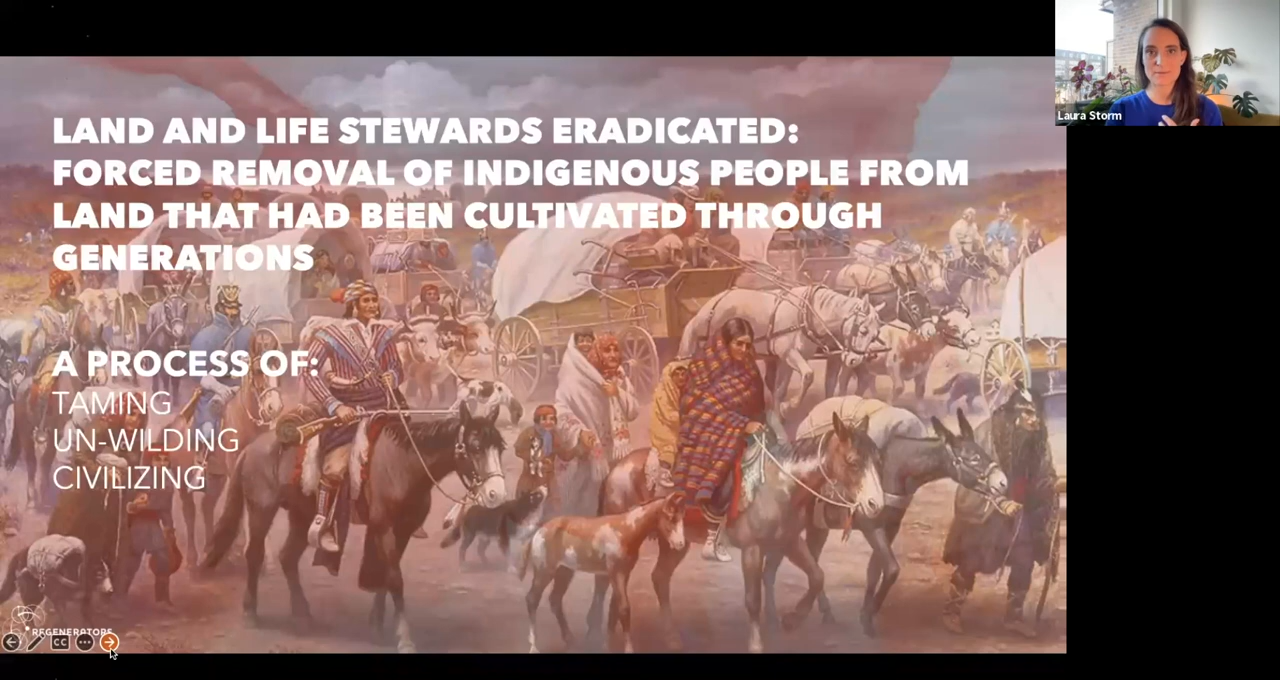 LAND AND LIFE STEWARDS ERADICATED:
FORCED REMOVAL OF INDIGENOUS PEOPLE FROM
LAND THAT HAD BEEN CULTIVATED THROUGH
GENERATIONS
A PROCESS OF:
TAMING
UN-WILDING
CIVILIZING
REGENERATORS
CC
Laura Storm